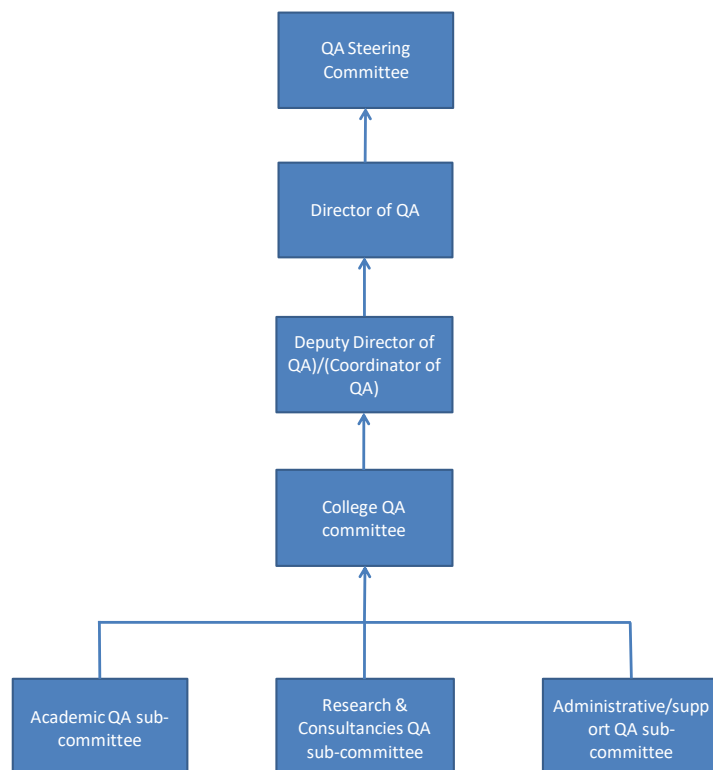 QA Steering
Committee
Director of QA
Deputy Director of
QA)/(Coordinator of
QA)
College QA
committee
Academic QA sub-
committee
Research &
Consultancies QA
sub-committee
Administrative/supp
ort QA sub-
committee